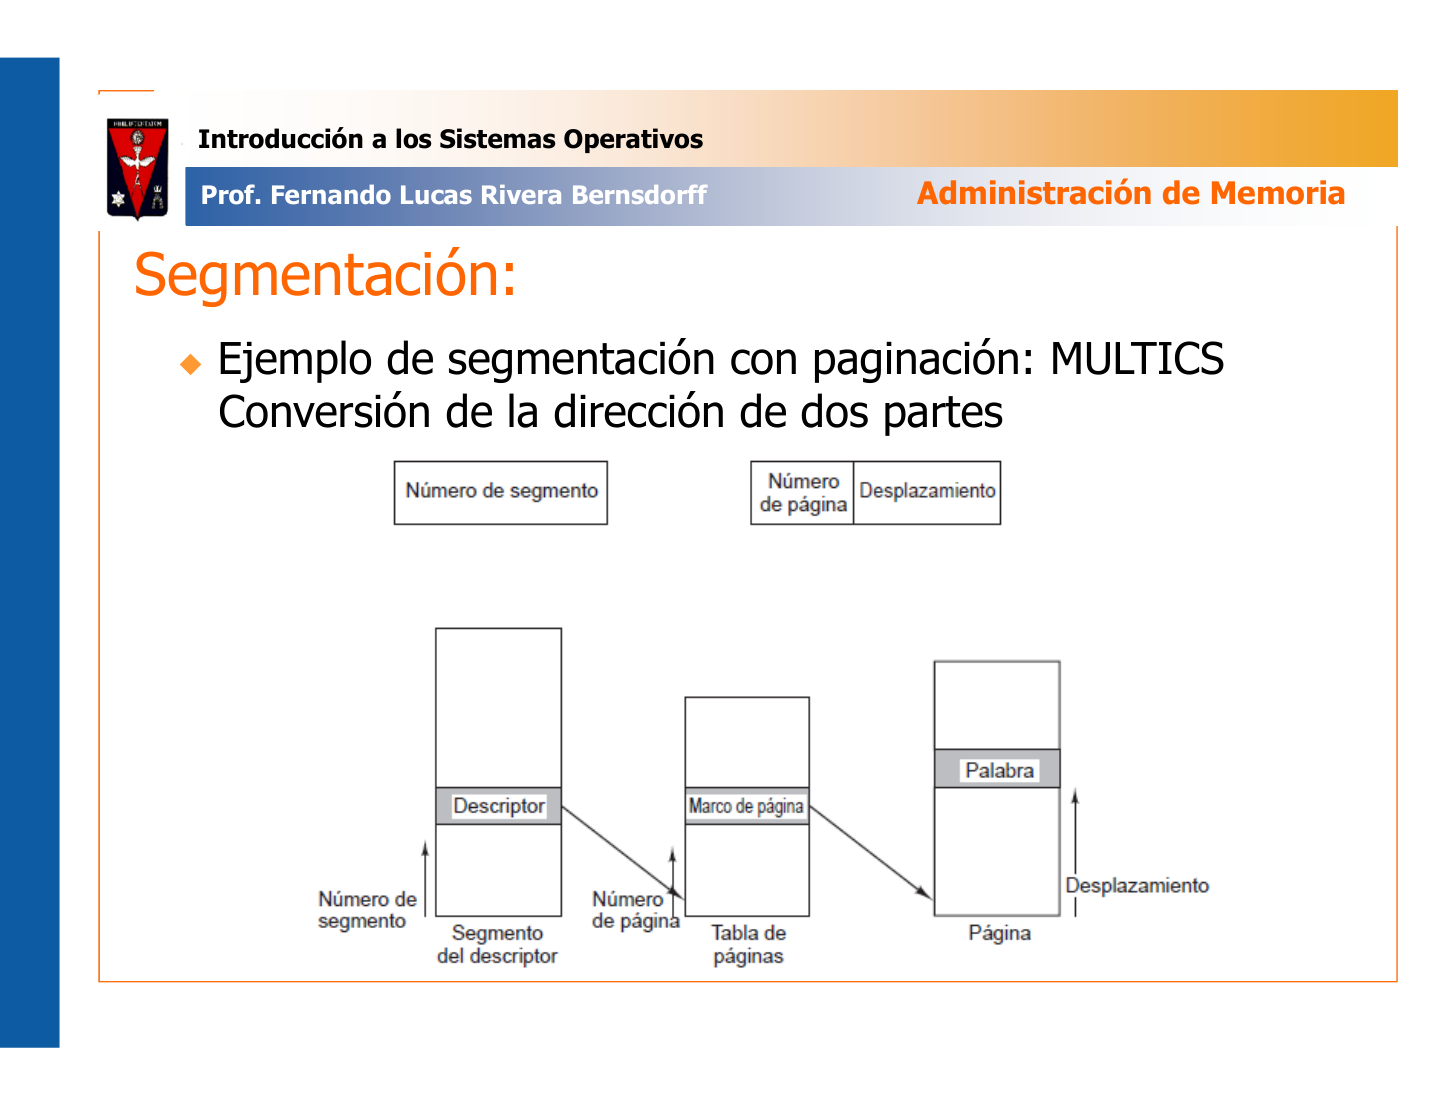 Introducción a los Sistemas Operativos
Prof. Fernando Lucas Rivera Bernsdorff
Administración de Memoria
Segmentación:
Ejemplo de segmentación con paginación: MULTICS
Conversión de la dirección de dos partes
Número de segmento
Número
de página
Desplazamiento
Descriptor
Marco de página
Palabra
Número de
segmento
Número
de página
Desplazamiento
Segmento
del descriptor
Tabla de
páginas
Página